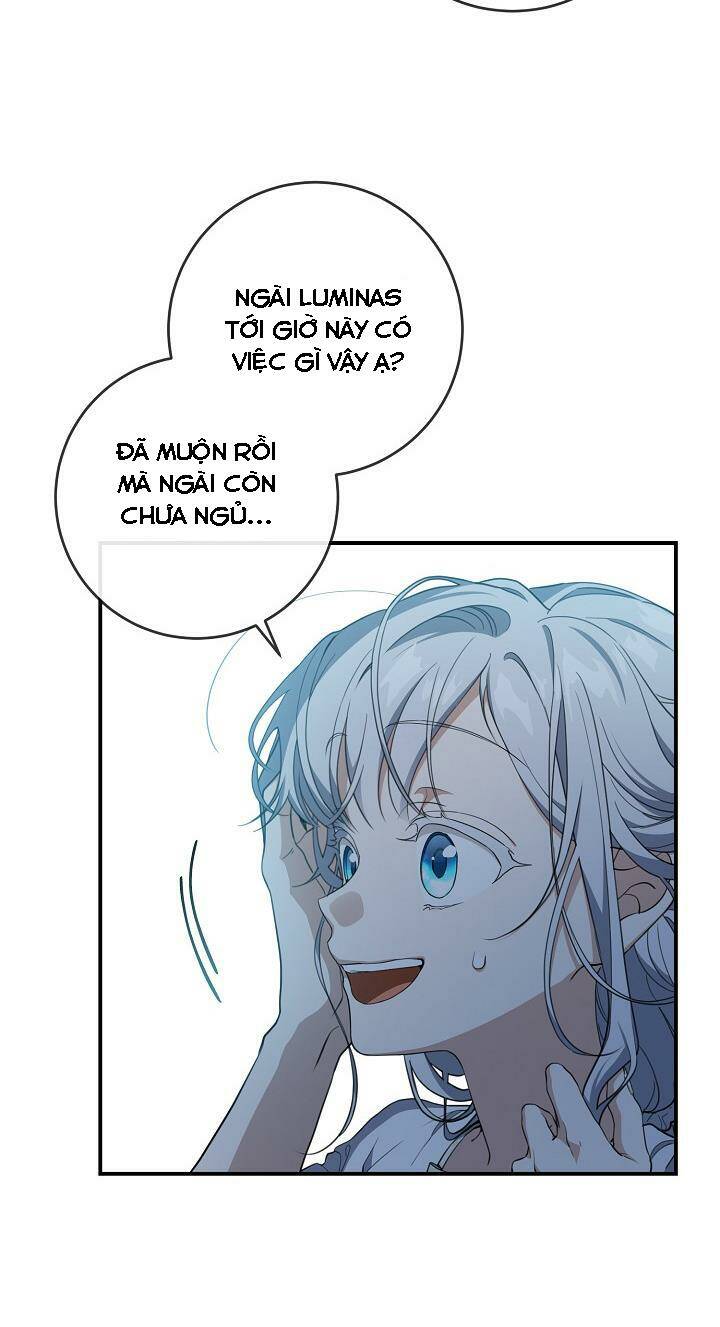 NGÀI LUMINAS
TỚI GIỜ NÀY CÓ
VIỆC GÌ VẬY Ạ?
ĐÃ MUỘN RỒI
MÀ NGÀI CÒN
CHƯA NGỦ...